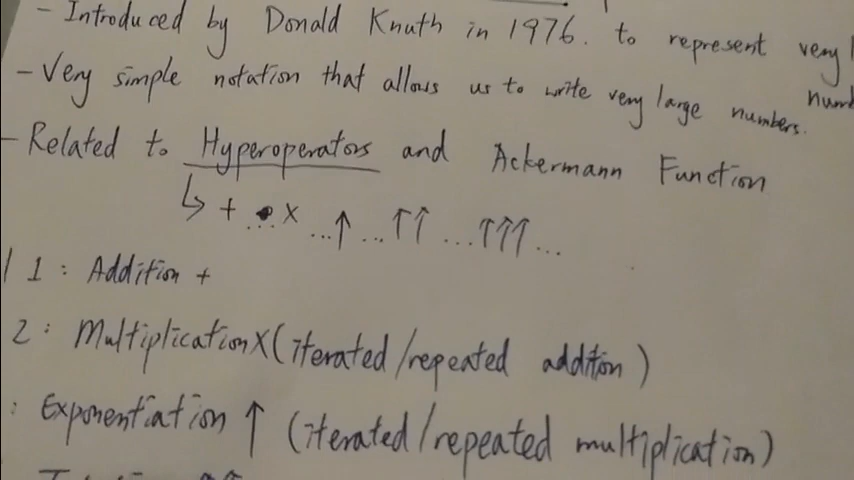 - Introduced by Donald Knuth in 1976. to represent very
- Very simple notation that allows us to write very large numbers.
- Related to Hyperoperators and Ackermann Function
↳ + ... × ... ↑ ... ↑↑ ... ↑↑↑ ...
1 : Addition +
2 : Multiplication × (iterated/repeated addition)
: Exponentiation ↑ (iterated/repeated multiplication)